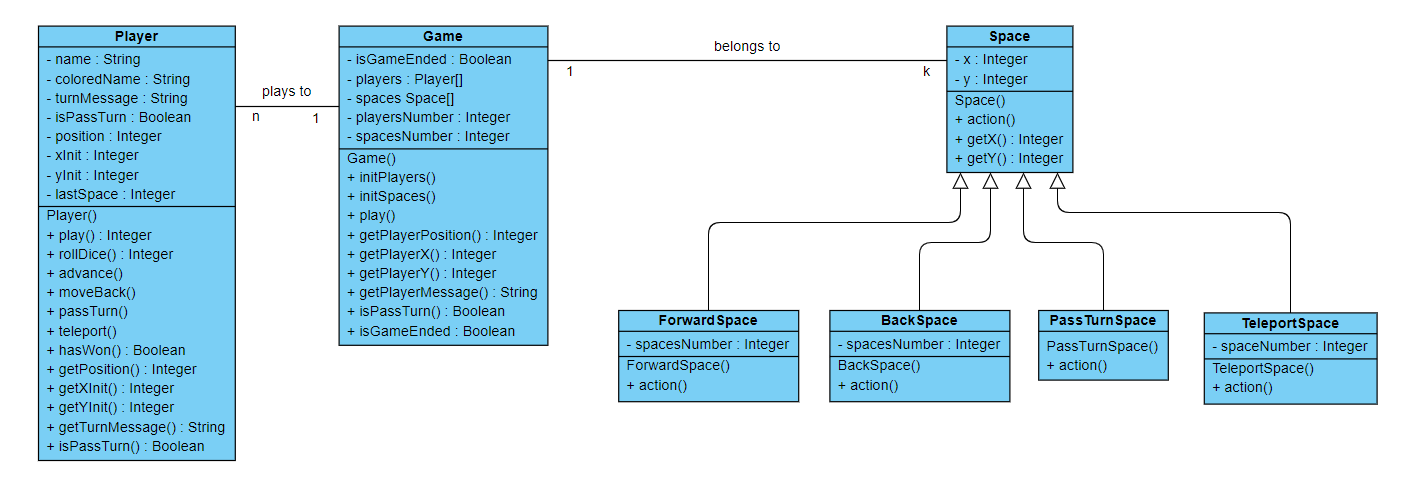 Player
- name : String
- coloredName : String
- turnMessage : String
- isPassTurn : Boolean
- position : Integer
- xInit : Integer
- yInit : Integer
- lastSpace : Integer
Player()
+ play() : Integer
+ rollDice() : Integer
+ advance()
+ moveBack()
+ passTurn()
+ teleport()
+ hasWon() : Boolean
+ getPosition() : Integer
+ getXInit() : Integer
+ getYInit() : Integer
+ getTurnMessage() : String
+ isPassTurn() : Boolean
plays to
n
1
Game
- isGameEnded : Boolean
- players : Player[]
- spaces Space[]
- playersNumber : Integer
- spacesNumber : Integer
Game()
+ initPlayers()
+ initSpaces()
+ play()
+ getPlayerPosition() : Integer
+ getPlayerX() : Integer
+ getPlayerY() : Integer
+ getPlayerMessage() : String
+ isPassTurn() : Boolean
+ isGameEnded : Boolean
belongs to
1
k
Space
- x : Integer
- y : Integer
Space()
+ action()
+ getX() : Integer
+ getY() : Integer
ForwardSpace
- spacesNumber : Integer
ForwardSpace()
+ action()
BackSpace
- spacesNumber : Integer
BackSpace()
+ action()
PassTurnSpace
PassTurnSpace()
+ action()
TeleportSpace
- spaceNumber : Integer
TeleportSpace()
+ action()